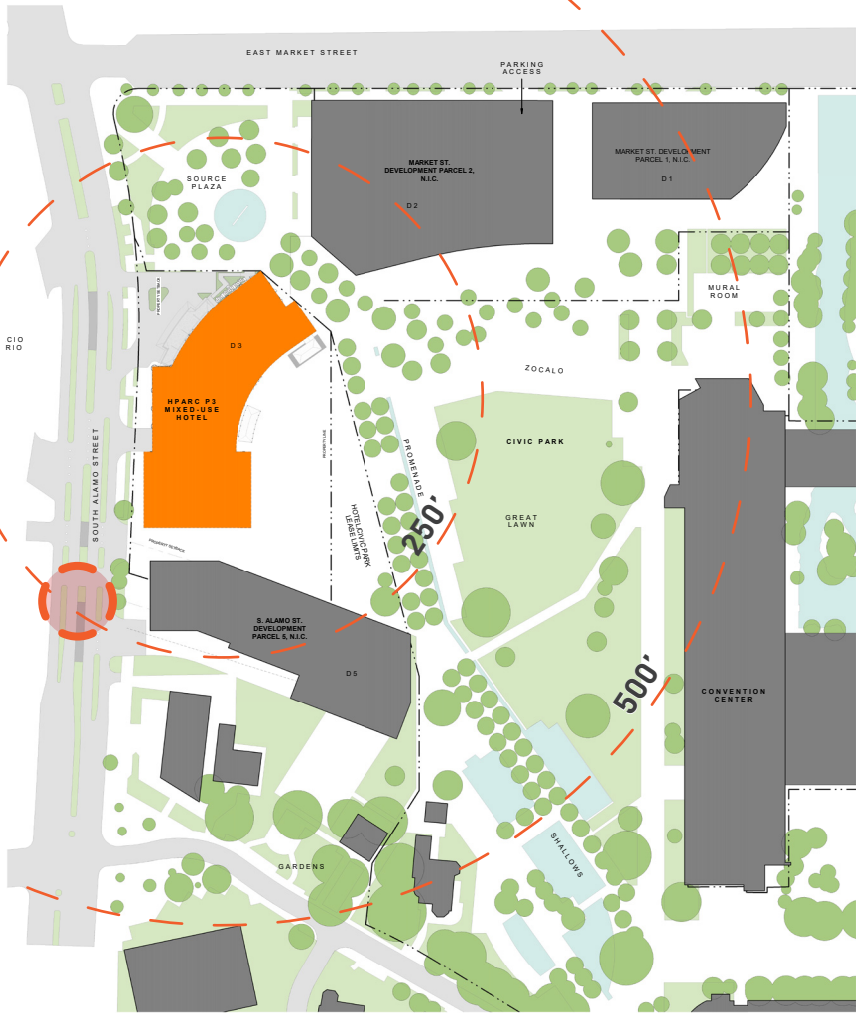 EAST MARKET STREET
PARKING
ACCESS
MARKET ST.
DEVELOPMENT PARCEL 2,
N.I.C.
D2
MARKET ST. DEVELOPMENT
PARCEL 1, N.I.C.
D1
SOURCE
PLAZA
MURAL
ROOM
CIO
RIO
D3
HPARC P3
MIXED-USE
HOTEL
ZOCALO
PROPERTY LINE
SOUTH ALAMO STREET
PROMENADE
CIVIC PARK
GREAT
LAWN
HOTEL/CIVIC PARK
LEASE LIMITS
250'
S. ALAMO ST.
DEVELOPMENT
PARCEL 5, N.I.C.
D5
500'
CONVENTION
CENTER
SHALLOWS
GARDENS